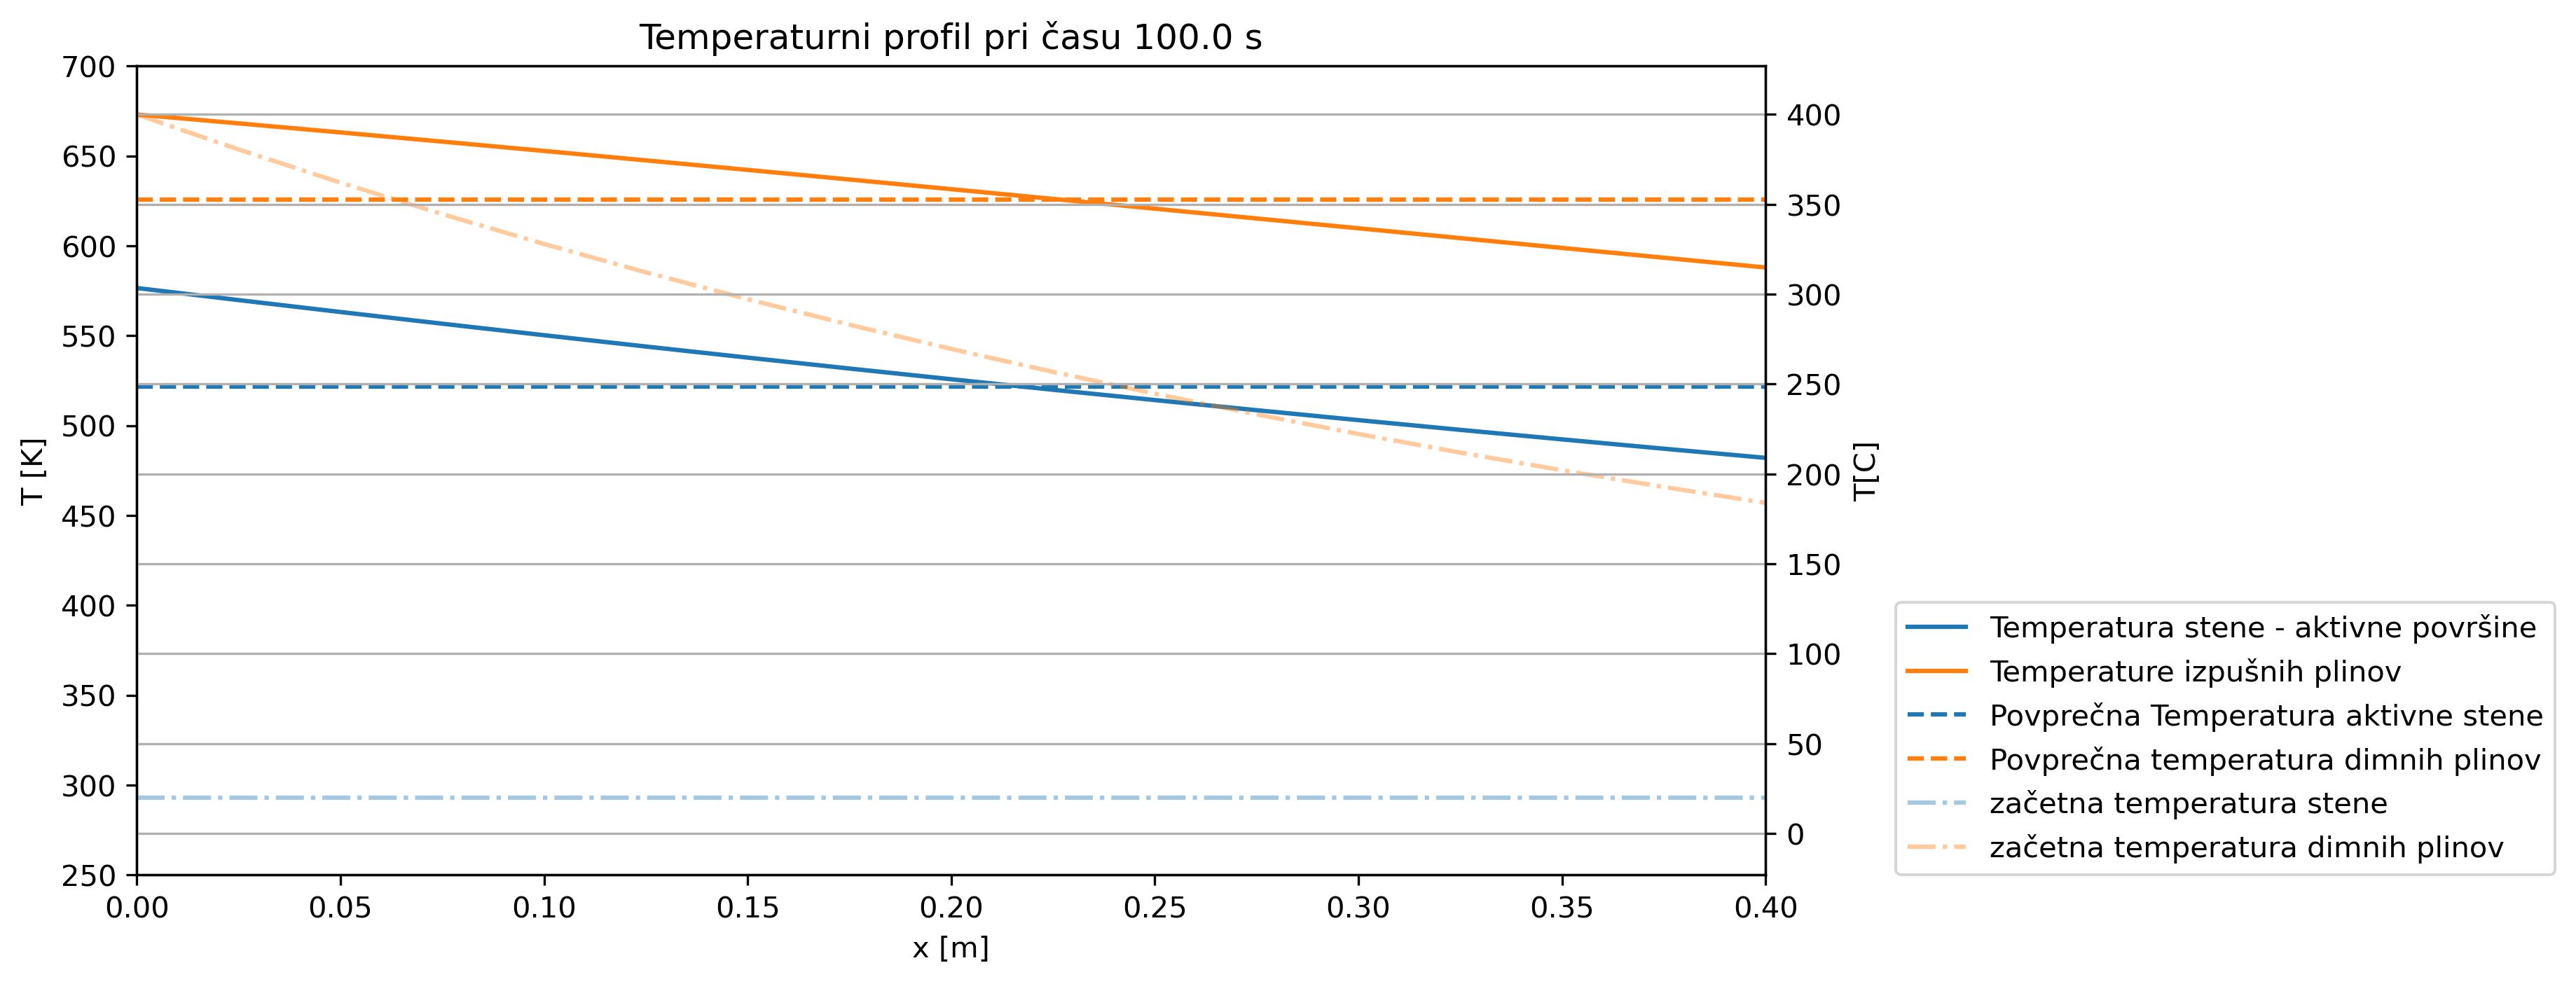 Temperaturni profil pri času 100.0 s
T [K]
700
650
600
550
500
450
400
350
300
250
0.00
0.05
0.10
0.15
0.20
0.25
0.30
0.35
0.40
x [m]
400
350
300
250
200
150
100
50
0
T[C]
Temperatura stene - aktivne površine
Temperature izpušnih plinov
Povprečna Temperatura aktivne stene
Povprečna temperatura dimnih plinov
začetna temperatura stene
začetna temperatura dimnih plinov